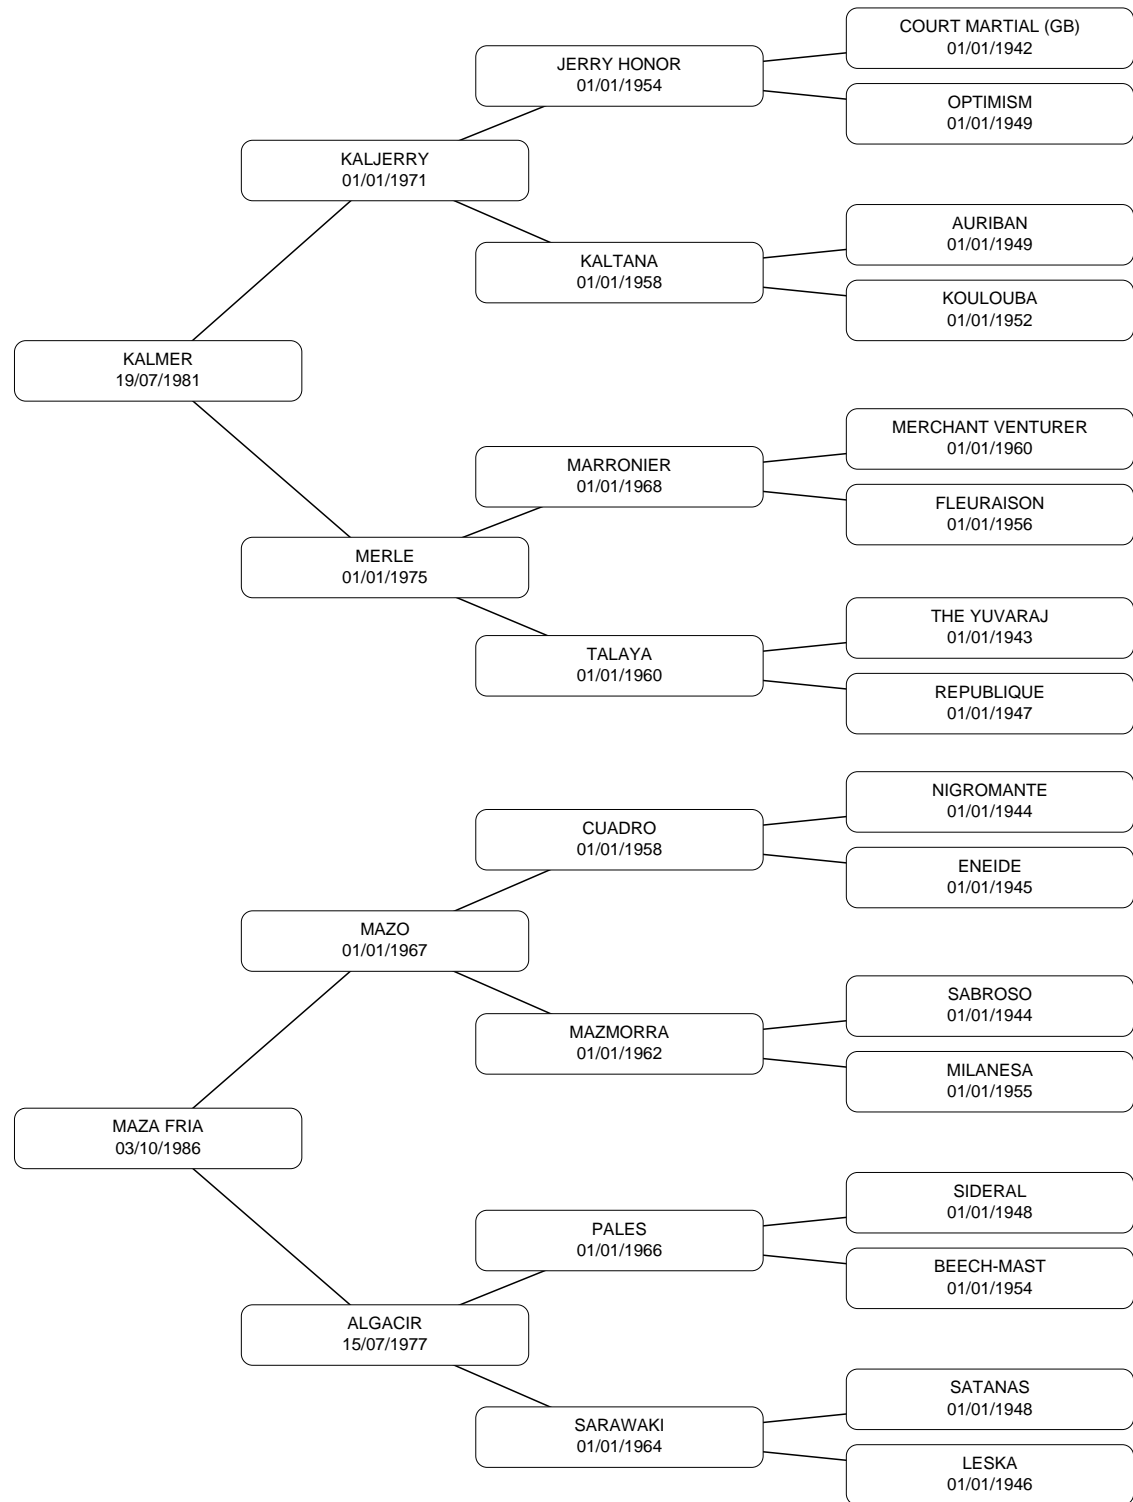 COURT MARTIAL (GB)
01/01/1942
JERRY HONOR
01/01/1954
OPTIMISM
01/01/1949
KALJERRY
01/01/1971
AURIBAN
01/01/1949
KALTANA
01/01/1958
KOULOUBA
01/01/1952
KALMER
19/07/1981
MERCHANT VENTURER
01/01/1960
MARRONIER
01/01/1968
FLEURAISON
01/01/1956
MERLE
01/01/1975
THE YUVARAJ
01/01/1943
TALAYA
01/01/1960
REPUBLIQUE
01/01/1947
NIGROMANTE
01/01/1944
CUADRO
01/01/1958
ENEIDE
01/01/1945
MAZO
01/01/1967
SABROSO
01/01/1944
MAZMORRA
01/01/1962
MILANESA
01/01/1955
MAZA FRIA
03/10/1986
SIDERAL
01/01/1948
PALES
01/01/1966
BEECH-MAST
01/01/1954
ALGACIR
15/07/1977
SATANAS
01/01/1948
SARAWAKI
01/01/1964
LESKA
01/01/1946